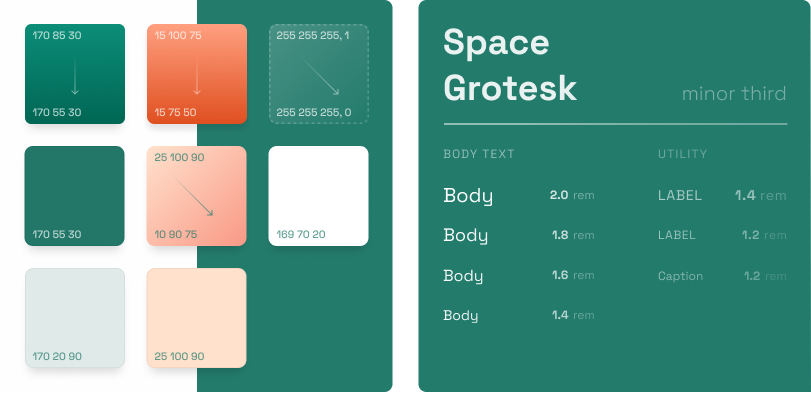 170 85 30
15 100 75
255 255 255, 1
170 55 30
15 75 50
255 255 255, 0
25 100 90
170 55 30
10 90 75
169 70 20
170 20 90
25 100 90
Space
Grotesk
minor third
BODY TEXT
UTILITY
Body 2.0 rem
LABEL 1.4 rem
Body 1.8 rem
LABEL 1.2 rem
Body 1.6 rem
Caption 1.2 rem
Body 1.4 rem